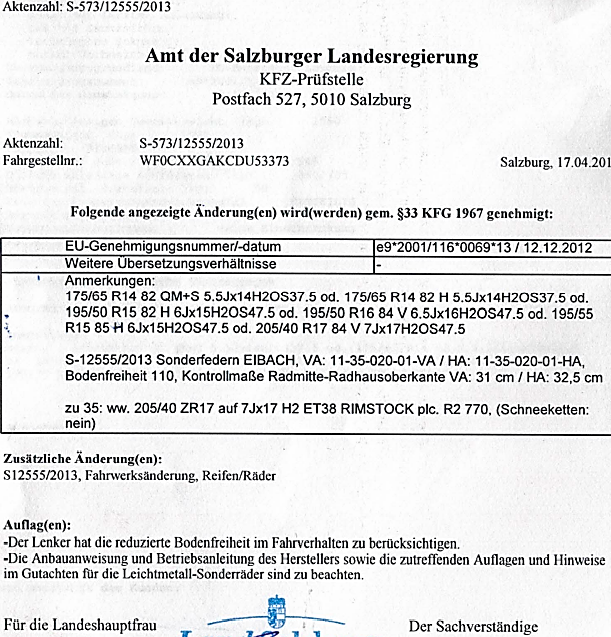 Aktenzahl: S-573/12555/2013
Amt der Salzburger Landesregierung
KFZ-Prüfstelle
Postfach 527, 5010 Salzburg
Aktenzahl: S-573/12555/2013
Fahrgestellnr.: WF0CXXGAKCDU53373 Salzburg, 17.04.201
Folgende angezeigte Änderung(en) wird(werden) gem. §33 KFG 1967 genehmigt:
EU-Genehmigungsnummer/-datum e9*2001/116*0069*13 / 12.12.2012
Weitere Übersetzungsverhältnisse -
Anmerkungen:
175/65 R14 82 QM+S 5.5Jx14H2OS37.5 od. 175/65 R14 82 H 5.5Jx14H2OS37.5 od.
195/50 R15 82 H 6Jx15H2OS47.5 od. 195/50 R16 84 V 6.5Jx16H2OS47.5 od. 195/55
R15 85 H 6Jx15H2OS47.5 od. 205/40 R17 84 V 7Jx17H2OS47.5
S-12555/2013 Sonderfedern EIBACH, VA: 11-35-020-01-VA / HA: 11-35-020-01-HA,
Bodenfreiheit 110, Kontrollmaße Radmitte-Radhausoberkante VA: 31 cm / HA: 32,5 cm
zu 35: ww. 205/40 ZR17 auf 7Jx17 H2 ET38 RIMSTOCK plc. R2 770, (Schneeketten:
nein)
Zusätzliche Änderung(en):
S12555/2013, Fahrwerksänderung, Reifen/Räder
Auflag(en):
-Der Lenker hat die reduzierte Bodenfreiheit im Fahrverhalten zu berücksichtigen.
-Die Anbauanweisung und Betriebsanleitung des Herstellers sowie die zutreffenden Auflagen und Hinweise
im Gutachten für die Leichtmetall-Sonderräder sind zu beachten.
Für die Landeshauptfrau Der Sachverständige